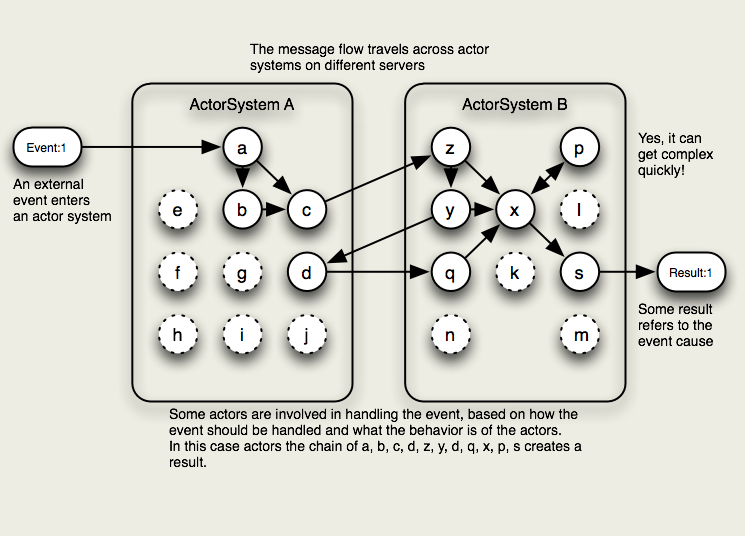 The message flow travels across actor
systems on different servers
ActorSystem A
ActorSystem B
Event:1
a
z
p
Yes, it can
get complex
quickly!
An external
event enters
an actor system
e
b
c
y
x
l
f
g
d
q
k
s
Result:1
h
i
j
n
m
Some result
refers to the
event cause
Some actors are involved in handling the event, based on how the
event should be handled and what the behavior is of the actors.
In this case actors the chain of a, b, c, d, z, y, d, q, x, p, s creates a
result.